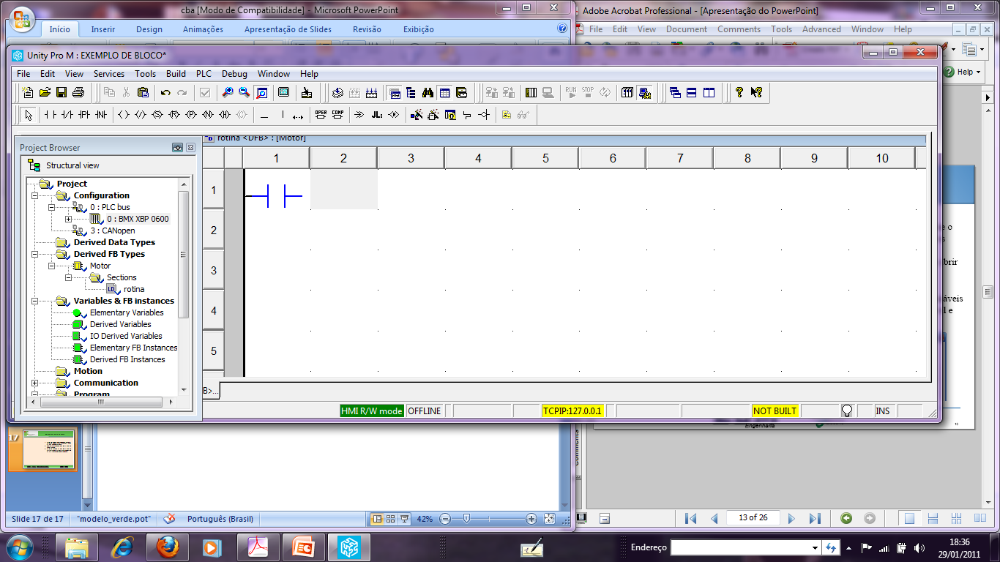 cba [Modo de Compatibilidade] - Microsoft PowerPoint
Adobe Acrobat Professional - [Apresentação do PowerPoint]
Início Inserir Design Animações Apresentação de Slides Revisão Exibição
File Edit View Document Comments Tools Advanced Window Help
Unity Pro M : EXEMPLO DE BLOCO*
File Edit View Services Tools Build PLC Debug Window Help
Help
RUN STOP
OPER COMP JL:
Project Browser
Structural view
Project
Configuration
0 : PLC bus
0 : BMX XBP 0600
3 : CANopen
Derived Data Types
Derived FB Types
Motor
Sections
LD rotina
Variables & FB instances
Elementary Variables
Derived Variables
IO Derived Variables
Elementary FB Instances
Derived FB Instances
Motion
Communication
Program
rotina <DFB> : [Motor]
1 2 3 4 5 6 7 8 9 10
1
2
3
4
5
B>...
HMI R/W mode OFFLINE TCPIP:127.0.0.1 NOT BUILT INS
e o
s
brir
áveis
l e
Engenharia
Comments
17
Slide 17 de 17 "modelo_verde.pot" Português (Brasil) 42%
13 of 26
Endereço
18:36
29/01/2011